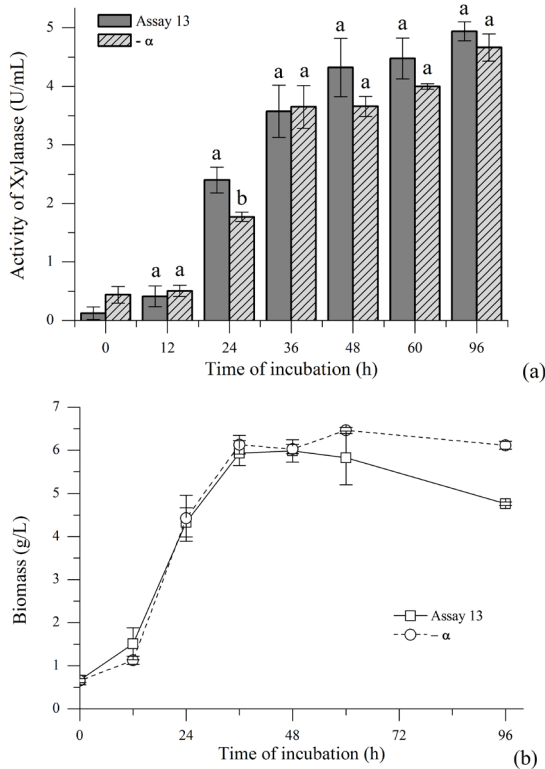 5
4
3
2
1
0
Activity of Xylanase (U/mL)
Assay 13
- α
a a
a b
a a
a a
a a
a a
0 12 24 36 48 60 96
Time of incubation (h)
(a)
7
6
5
4
3
2
1
0
Biomass (g/L)
Assay 13
- α
0 24 48 72 96
Time of incubation (h)
(b)